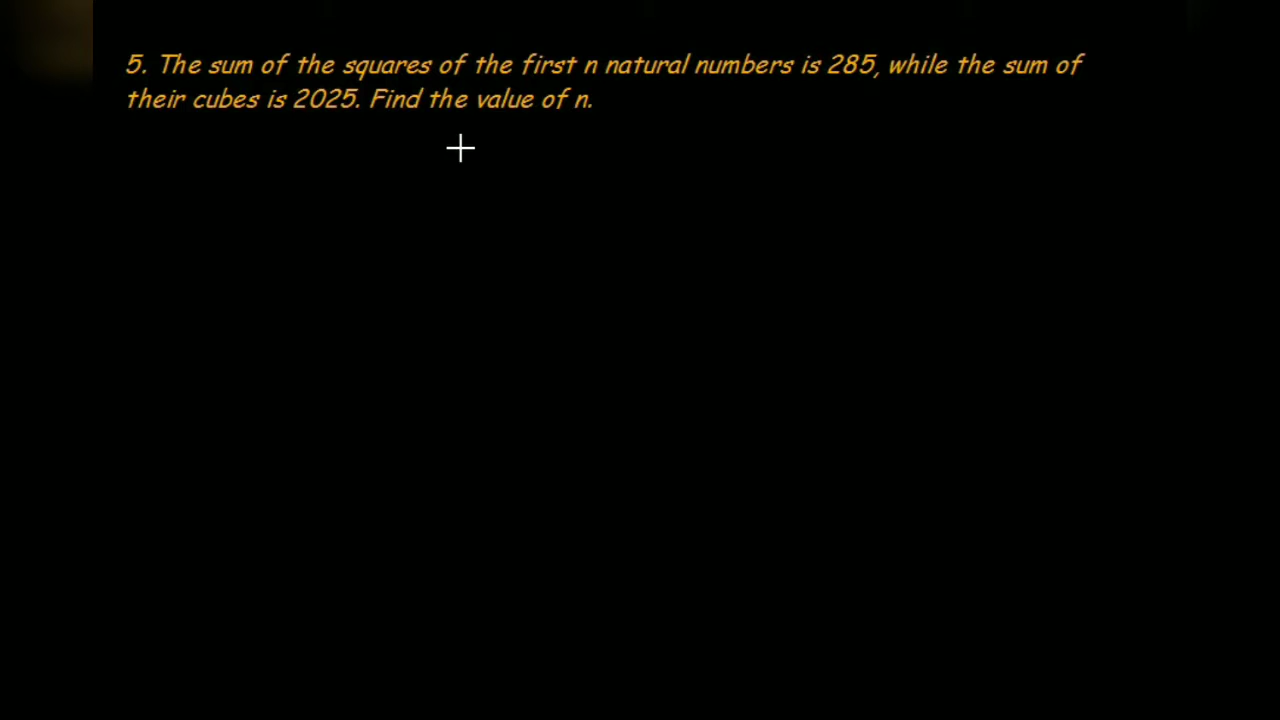 5. The sum of the squares of the first n natural numbers is 285, while the sum of
their cubes is 2025. Find the value of n.